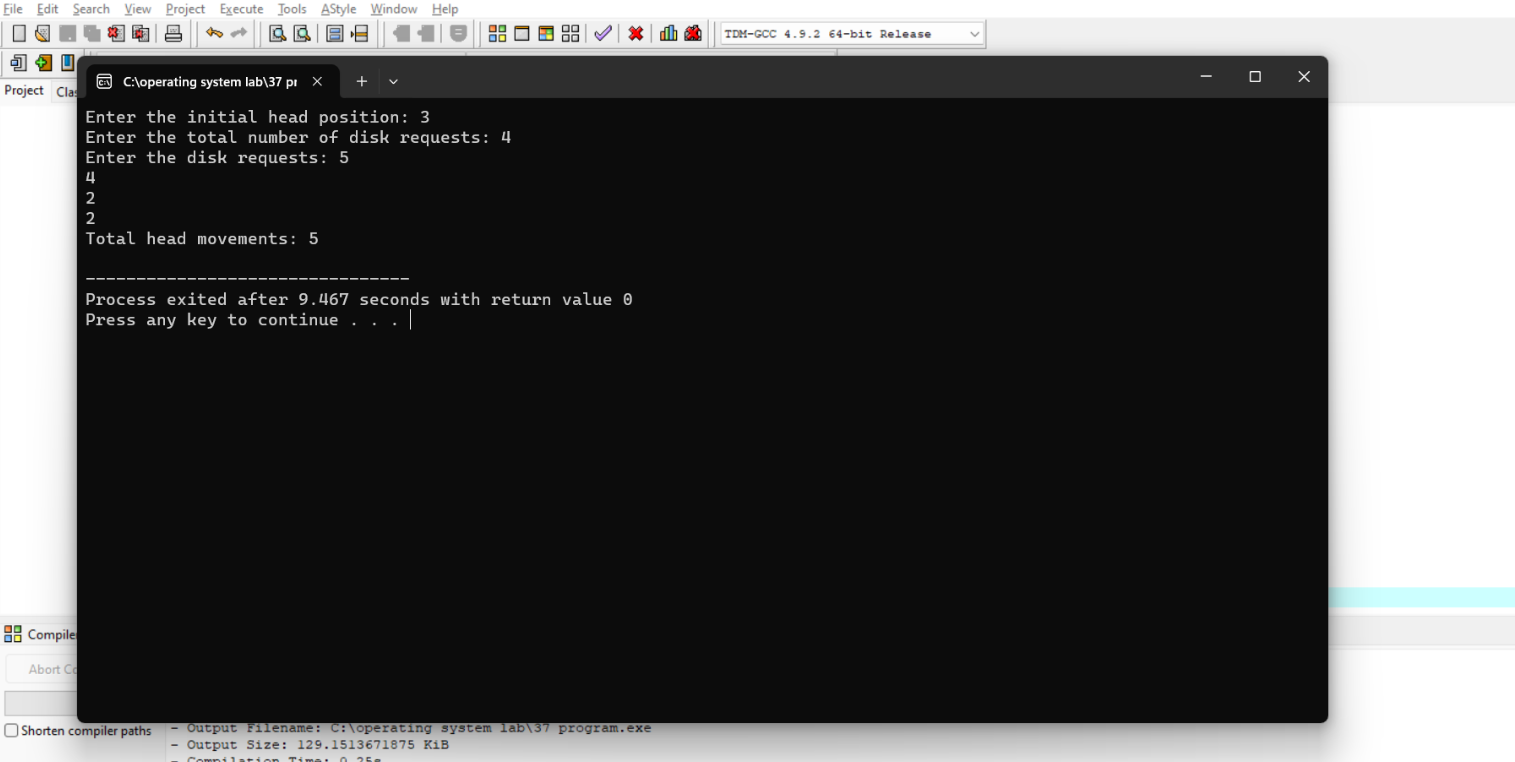 File Edit Search View Project Execute Tools AStyle Window Help
TDM-GCC 4.9.2 64-bit Release
C:\operating system lab\37 pr
Project Clas
Enter the initial head position: 3
Enter the total number of disk requests: 4
Enter the disk requests: 5
4
2
2
Total head movements: 5
--------------------------------
Process exited after 9.467 seconds with return value 0
Press any key to continue . . .
Compiler
Abort Co
Shorten compiler paths
- Output Filename: C:\operating system lab\37 program.exe
- Output Size: 129.1513671875 KiB
- Compilation Time: 0.25s